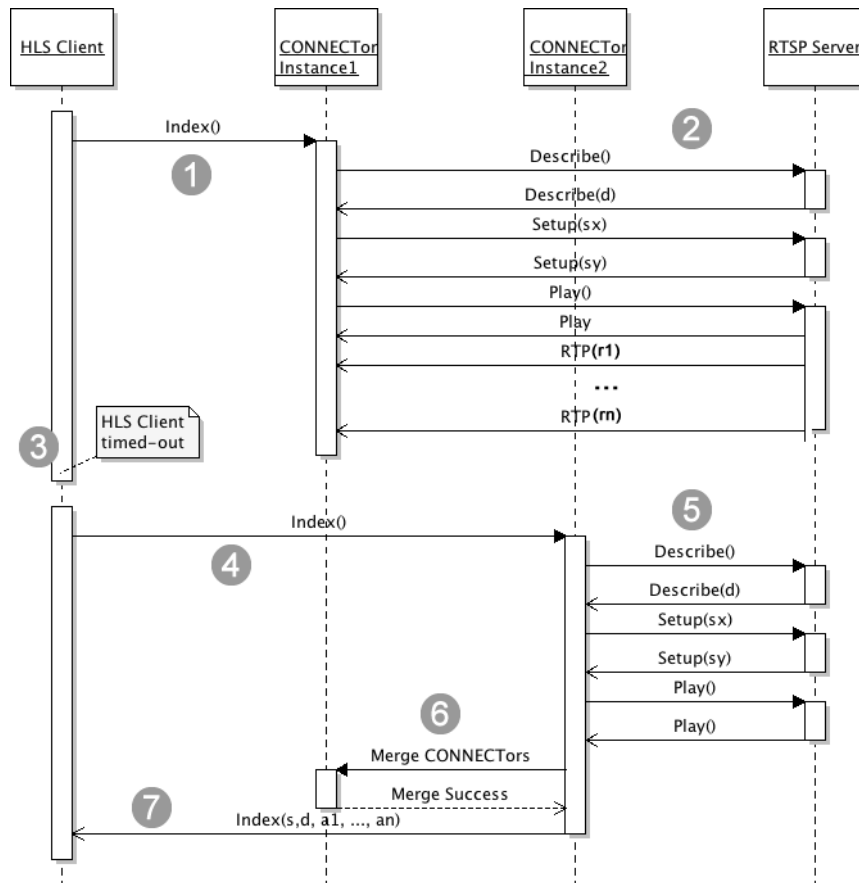 HLS Client
CONNECTor
Instance1
CONNECTor
Instance2
RTSP Server
Index()
1
2
Describe()
Describe(d)
Setup(sx)
Setup(sy)
Play()
Play
RTP(r1)
...
RTP(rn)
3
HLS Client
timed-out
Index()
4
5
Describe()
Describe(d)
Setup(sx)
Setup(sy)
Play()
Play()
6
Merge CONNECTors
Merge Success
7
Index(s,d, a1, ..., an)